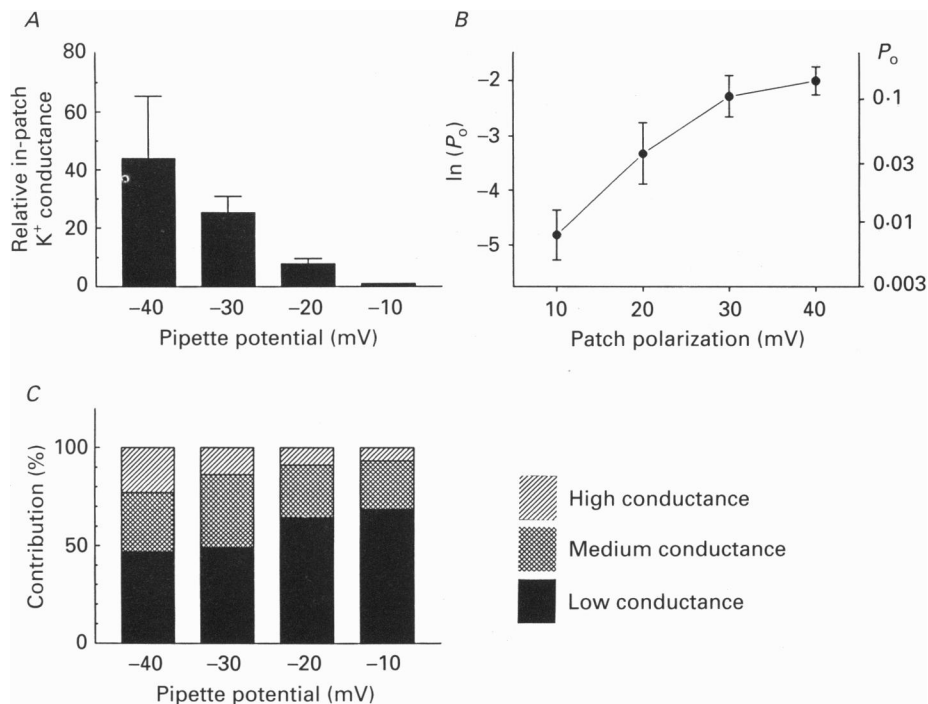 A
Relative in-patch
K⁺ conductance
80
60
40
20
0
−40 −30 −20 −10
Pipette potential (mV)
B
ln (Pₒ)
−2
−3
−4
−5
Pₒ
0·1
0·03
0·01
0·003
10 20 30 40
Patch polarization (mV)
C
Contribution (%)
100
50
0
−40 −30 −20 −10
Pipette potential (mV)
High conductance
Medium conductance
Low conductance